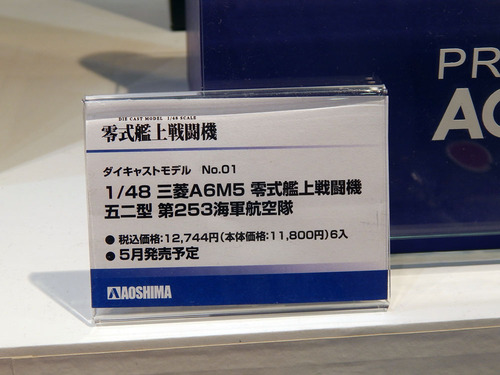 PR
AO
DIE CAST MODEL 1/48 SCALE
零式艦上戦闘機
ダイキャストモデル No.01
1/48 三菱A6M5 零式艦上戦闘機
五二型 第253海軍航空隊
● 税込価格:12,744円(本体価格:11,800円)6入
● 5月発売予定
AOSHIMA